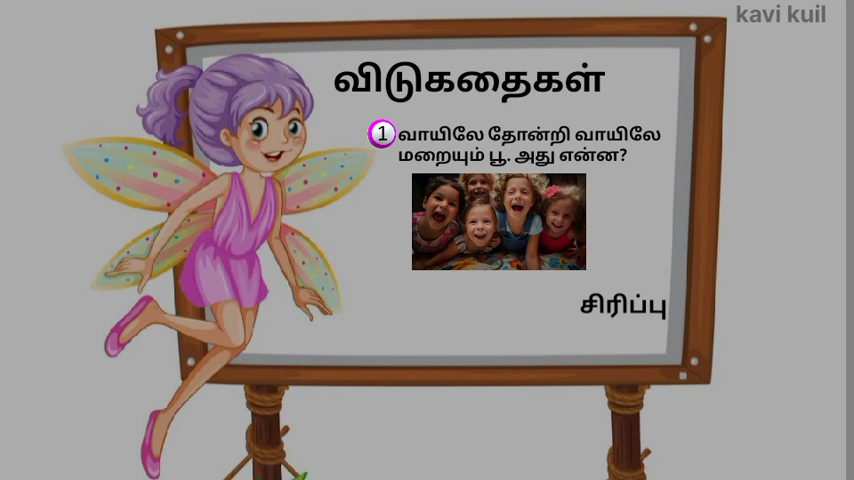 kavi kuil
விடுகதைகள்
1 வாயிலே தோன்றி வாயிலே
மறையும் பூ. அது என்ன?
சிரிப்பு